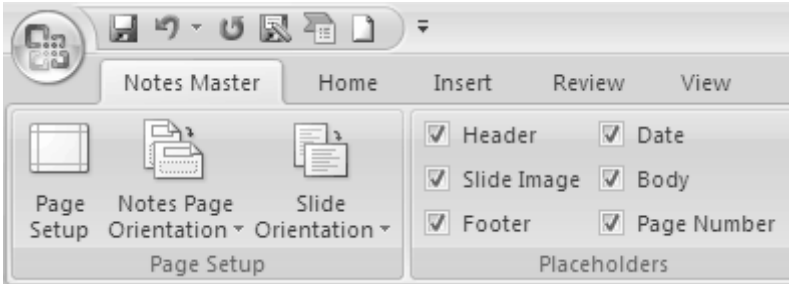 Notes Master Home Insert Review View
Header Date
Slide Image Body
Page Notes Page Slide
Setup Orientation Orientation
Footer Page Number
Page Setup Placeholders